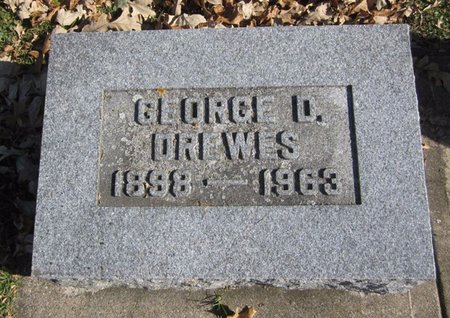 GEORGE D.
DREWES
1898 — 1963